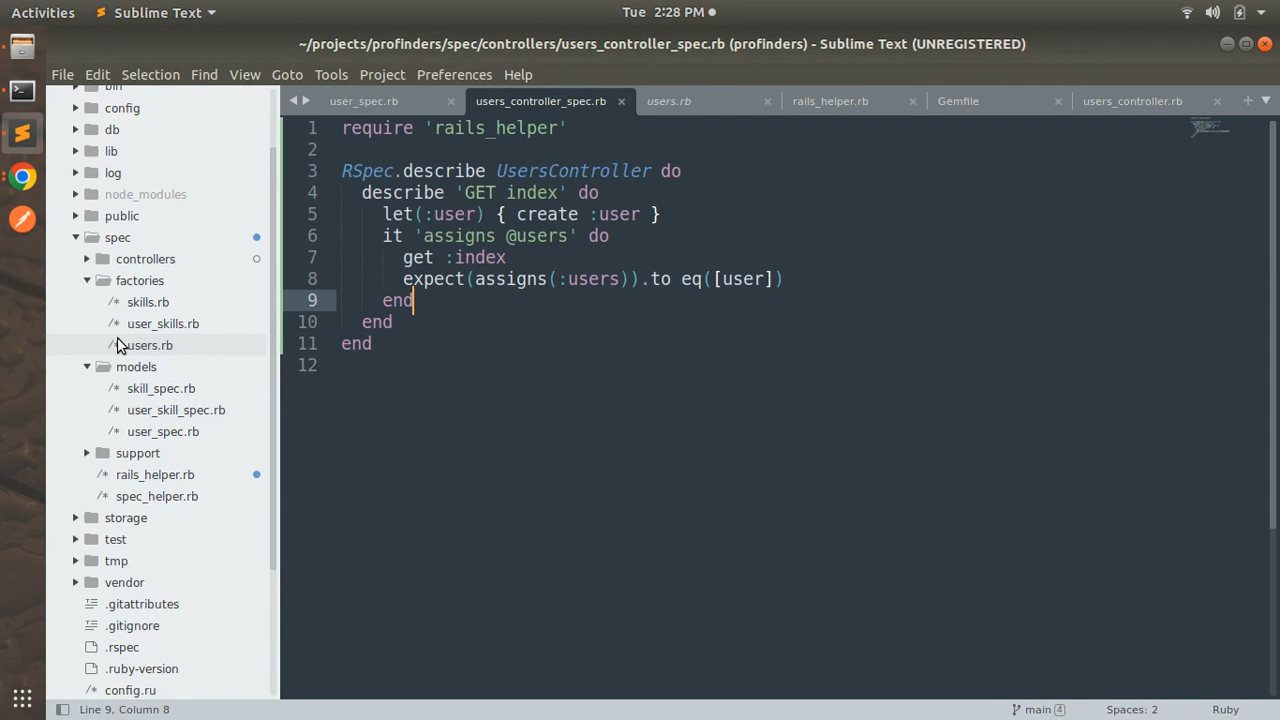 Activities
Sublime Text
Tue 2:28 PM
~/projects/profinders/spec/controllers/users_controller_spec.rb (profinders) - Sublime Text (UNREGISTERED)
File Edit Selection Find View Goto Tools Project Preferences Help
bin
config
db
lib
log
node_modules
public
spec
controllers
factories
skills.rb
user_skills.rb
users.rb
models
skill_spec.rb
user_skill_spec.rb
user_spec.rb
support
rails_helper.rb
spec_helper.rb
storage
test
tmp
vendor
.gitattributes
.gitignore
.rspec
.ruby-version
config.ru
user_spec.rb
users_controller_spec.rb
users.rb
rails_helper.rb
Gemfile
users_controller.rb
1 require 'rails_helper'
2
3 RSpec.describe UsersController do
4 describe 'GET index' do
5 let(:user) { create :user }
6 it 'assigns @users' do
7 get :index
8 expect(assigns(:users)).to eq([user])
9 end
10 end
11 end
12
Line 9, Column 8
main 4
Spaces: 2
Ruby